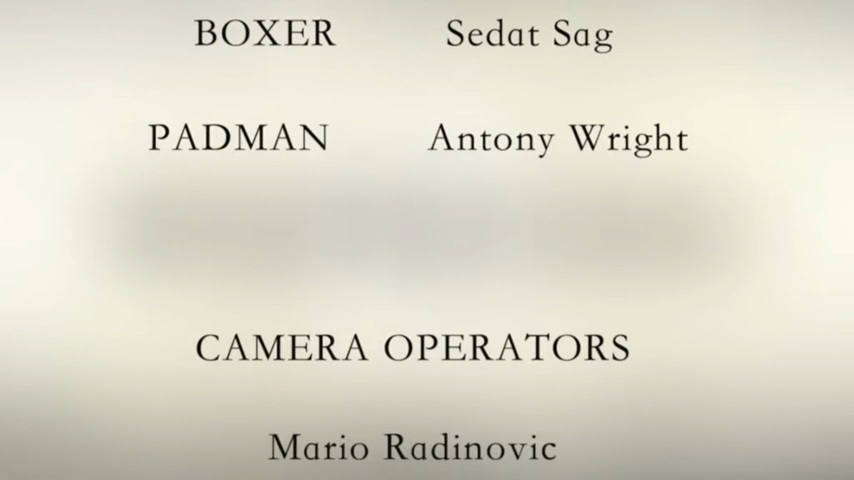 BOXER Sedat Sag
PADMAN Antony Wright
CAMERA OPERATORS
Mario Radinovic